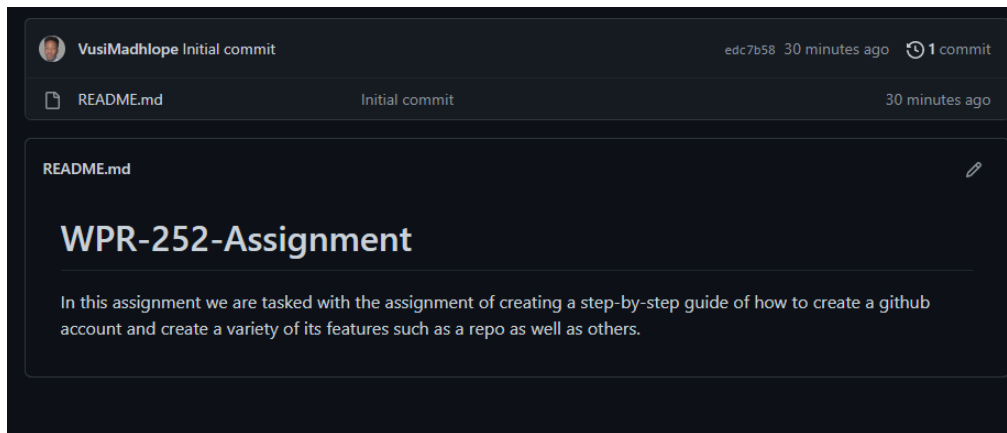 VusiMadhlope Initial commit edc7b58 30 minutes ago 1 commit
README.md Initial commit 30 minutes ago
README.md
WPR-252-Assignment
In this assignment we are tasked with the assignment of creating a step-by-step guide of how to create a github
account and create a variety of its features such as a repo as well as others.